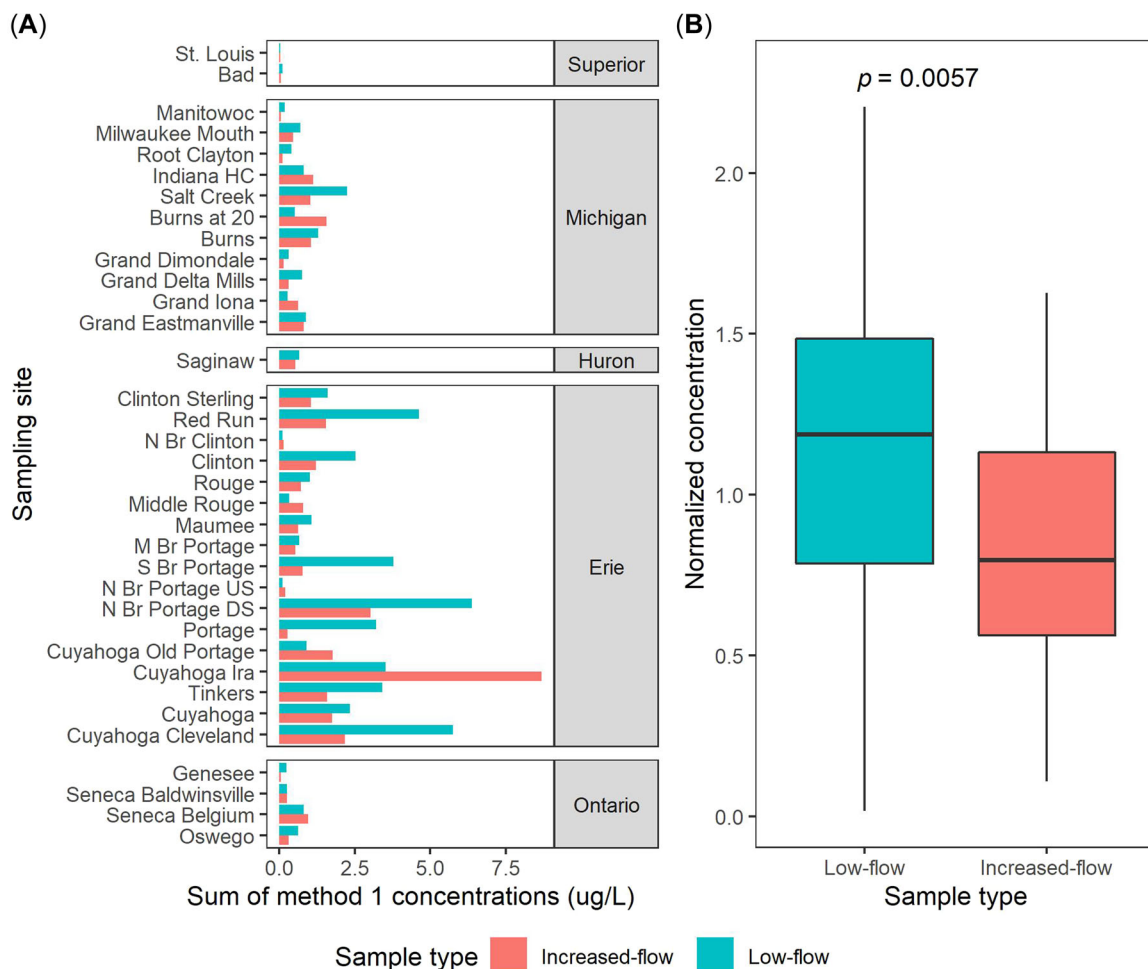 (A)
St. Louis
Bad
Superior
Manitowoc
Milwaukee Mouth
Root Clayton
Indiana HC
Salt Creek
Burns at 20
Burns
Grand Dimondale
Grand Delta Mills
Grand Iona
Grand Eastmanville
Michigan
Saginaw
Huron
Clinton Sterling
Red Run
N Br Clinton
Clinton
Rouge
Middle Rouge
Maumee
M Br Portage
S Br Portage
N Br Portage US
N Br Portage DS
Portage
Cuyahoga Old Portage
Cuyahoga Ira
Tinkers
Cuyahoga
Cuyahoga Cleveland
Erie
Genesee
Seneca Baldwinsville
Seneca Belgium
Oswego
Ontario
Sampling site
0.0 2.5 5.0 7.5
Sum of method 1 concentrations (ug/L)
(B)
p = 0.0057
Normalized concentration
2.0
1.5
1.0
0.5
0.0
Low-flow Increased-flow
Sample type
Sample type Increased-flow Low-flow